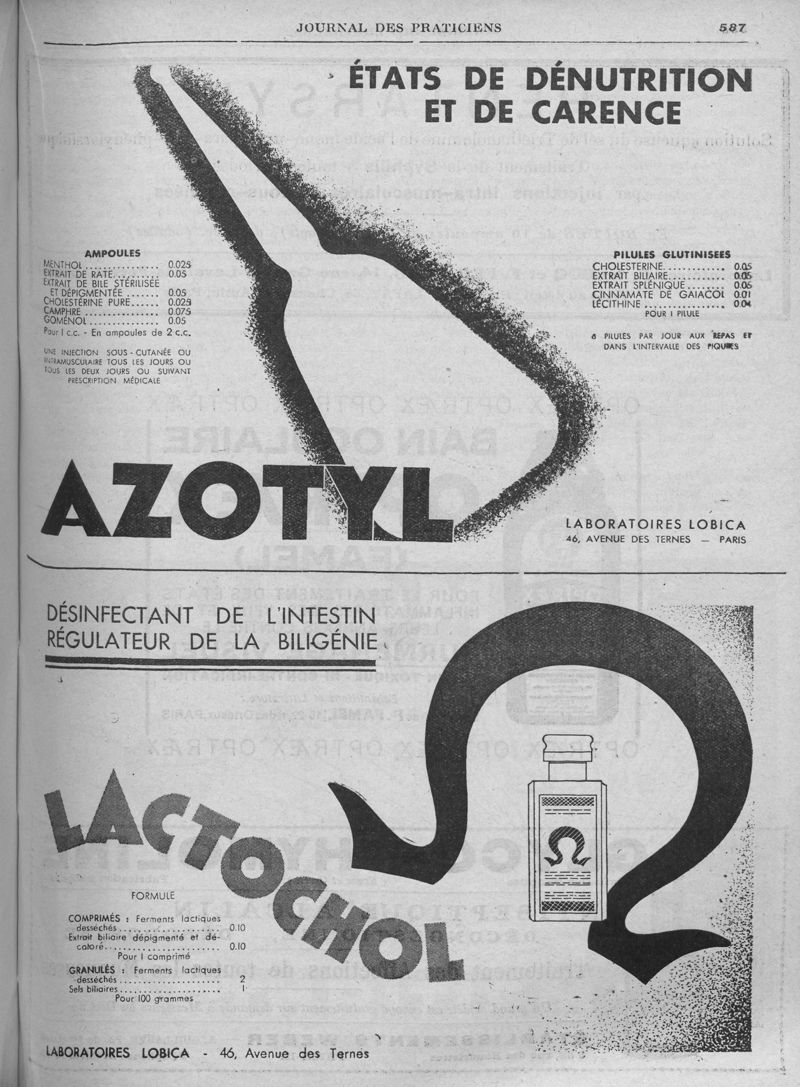 JOURNAL DES PRATICIENS
587
ÉTATS DE DÉNUTRITION
ET DE CARENCE
AMPOULES
MENTHOL 0.025
EXTRAIT DE RATE 0.05
EXTRAIT DE BILE STÉRILISÉE
ET DÉPIGMENTÉE 0.05
CHOLESTÉRINE PURE 0.025
CAMPHRE 0.075
GOMÉNOL 0.05
Pour 1 c.c. - En ampoules de 2 c.c.
UNE INJECTION SOUS-CUTANÉE OU
INTRAMUSCULAIRE TOUS LES JOURS OU
TOUS LES DEUX JOURS OU SUIVANT
PRESCRIPTION MÉDICALE
PILULES GLUTINISEES
CHOLESTERINE 0.05
EXTRAIT BILIAIRE 0.05
EXTRAIT SPLÉNIQUE 0.05
CINNAMATE DE GAIACOL 0.01
LÉCITHINE 0.04
POUR 1 PILULE
6 PILULES PAR JOUR AUX REPAS ET
DANS L'INTERVALLE DES PIQURES
AZOTYL
LABORATOIRES LOBICA
46, AVENUE DES TERNES — PARIS
DÉSINFECTANT DE L'INTESTIN
RÉGULATEUR DE LA BILIGÉNIE
LACTOCHOL
Ω
FORMULE
COMPRIMÉS : Ferments lactiques
desséchés 0.10
Extrait biliaire dépigmenté et dé-
coloré 0.10
Pour 1 comprimé
GRANULÉS : Ferments lactiques
desséchés 2
Sels biliaires 1
Pour 100 grammes
LABORATOIRES LOBICA - 46, Avenue des Ternes